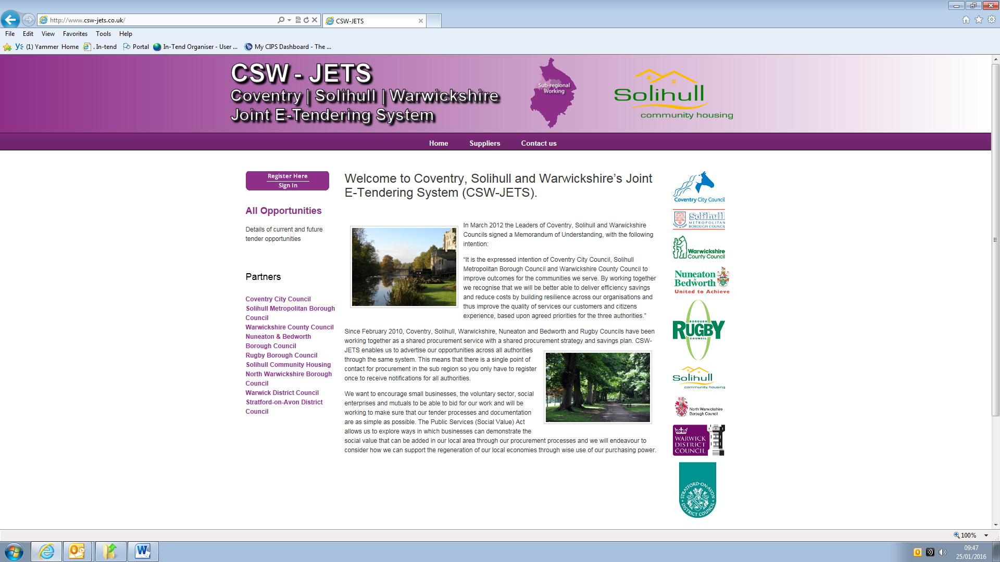 http://www.csw-jets.co.uk/
CSW-JETS
File Edit View Favorites Tools Help
(1) Yammer Home . In-tend Portal In-Tend Organiser - User ... My CIPS Dashboard - The ...
CSW - JETS
Coventry | Solihull | Warwickshire
Joint E-Tendering System
Sub-regional
Working
Solihull
community housing
Home Suppliers Contact us
Register Here
Sign In
All Opportunities
Details of current and future
tender opportunities
Partners
Coventry City Council
Solihull Metropolitan Borough
Council
Warwickshire County Council
Nuneaton & Bedworth
Borough Council
Rugby Borough Council
Solihull Community Housing
North Warwickshire Borough
Council
Warwick District Council
Stratford-on-Avon District
Council
Welcome to Coventry, Solihull and Warwickshire’s Joint
E-Tendering System (CSW-JETS).
In March 2012 the Leaders of Coventry, Solihull and Warwickshire
Councils signed a Memorandum of Understanding, with the following
intention:
“It is the expressed intention of Coventry City Council, Solihull
Metropolitan Borough Council and Warwickshire County Council to
improve outcomes for the communities we serve. By working together
we recognise that we will be better able to deliver efficiency savings
and reduce costs by building resilience across our organisations and
thus improve the quality of services our customers and citizens
experience, based upon agreed priorities for the three authorities.”
Since February 2010, Coventry, Solihull, Warwickshire, Nuneaton and Bedworth and Rugby Councils have been
working together as a shared procurement service with a shared procurement strategy and savings plan. CSW-
JETS enables us to advertise our opportunities across all authorities
through the same system. This means that there is a single point of
contact for procurement in the sub region so you only have to register
once to receive notifications for all authorities.
We want to encourage small businesses, the voluntary sector, social
enterprises and mutuals to be able to bid for our work and will be
working to make sure that our tender processes and documentation
are as simple as possible. The Public Services (Social Value) Act
allows us to explore ways in which businesses can demonstrate the
social value that can be added in our local area through our procurement processes and we will endeavour to
consider how we can support the regeneration of our local economies through wise use of our purchasing power.
Coventry City Council
Solihull
METROPOLITAN
BOROUGH COUNCIL
Warwickshire
County Council
Nuneaton
&
Bedworth
United to Achieve
BOROUGH
RUGBY
COUNCIL
Solihull
community housing
North Warwickshire
Borough Council
WARWICK
DISTRICT
COUNCIL
STRATFORD-ON-AVON
DISTRICT COUNCIL
100%
09:47
25/01/2016